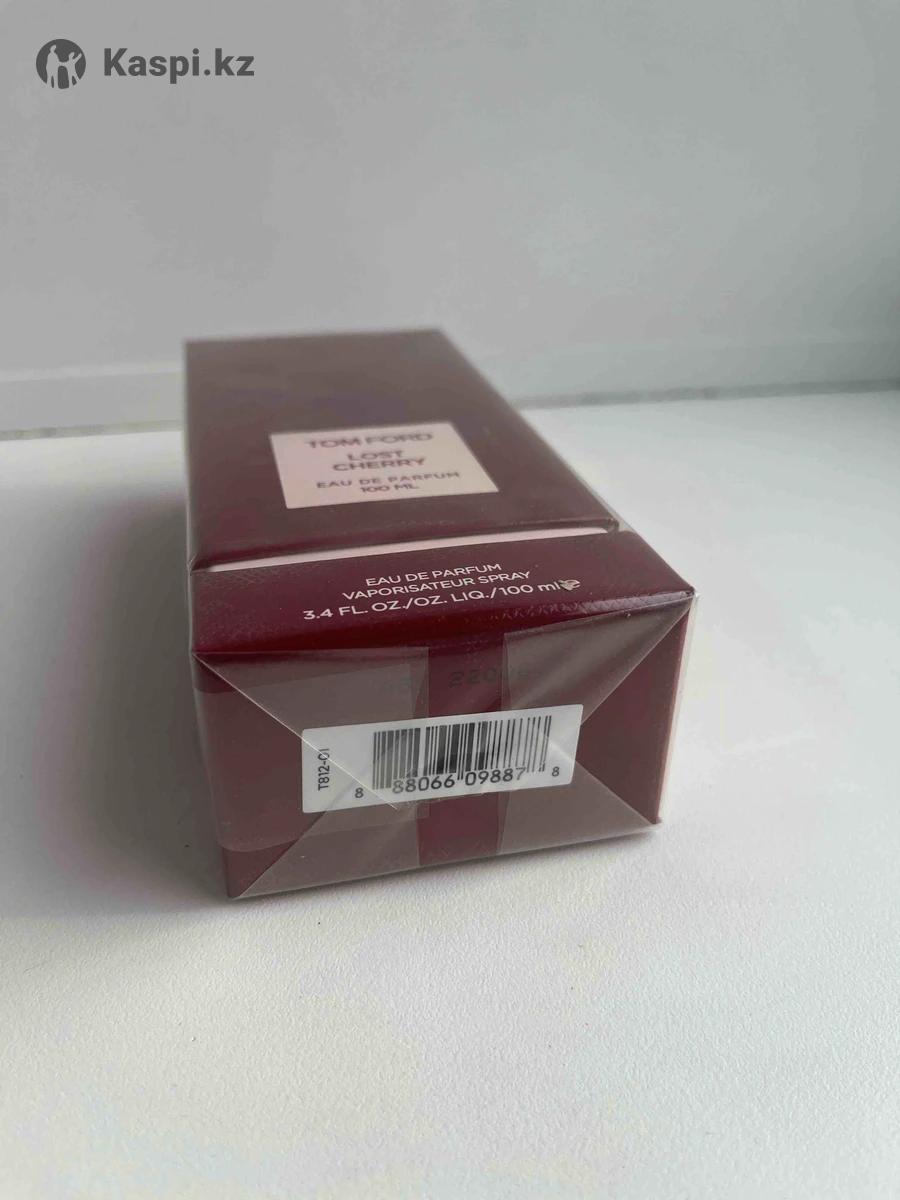 Kaspi.kz
TOM FORD
LOST
CHERRY
EAU DE PARFUM
100 ML
EAU DE PARFUM
VAPORISATEUR SPRAY
3.4 FL. OZ./OZ. LIQ./100 ml e
T812-01
8 88066 09887 8